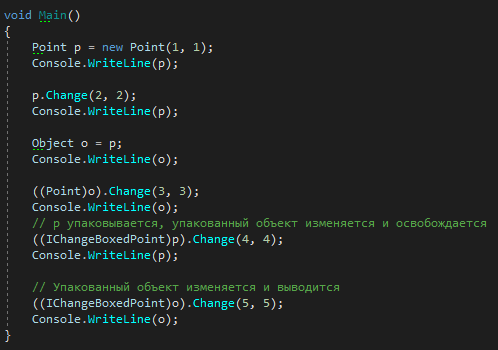 void Main()
{
Point p = new Point(1, 1);
Console.WriteLine(p);
p.Change(2, 2);
Console.WriteLine(p);
Object o = p;
Console.WriteLine(o);
((Point)o).Change(3, 3);
Console.WriteLine(o);
// p упаковывается, упакованный объект изменяется и освобождается
((IChangeBoxedPoint)p).Change(4, 4);
Console.WriteLine(p);
// Упакованный объект изменяется и выводится
((IChangeBoxedPoint)o).Change(5, 5);
Console.WriteLine(o);
}